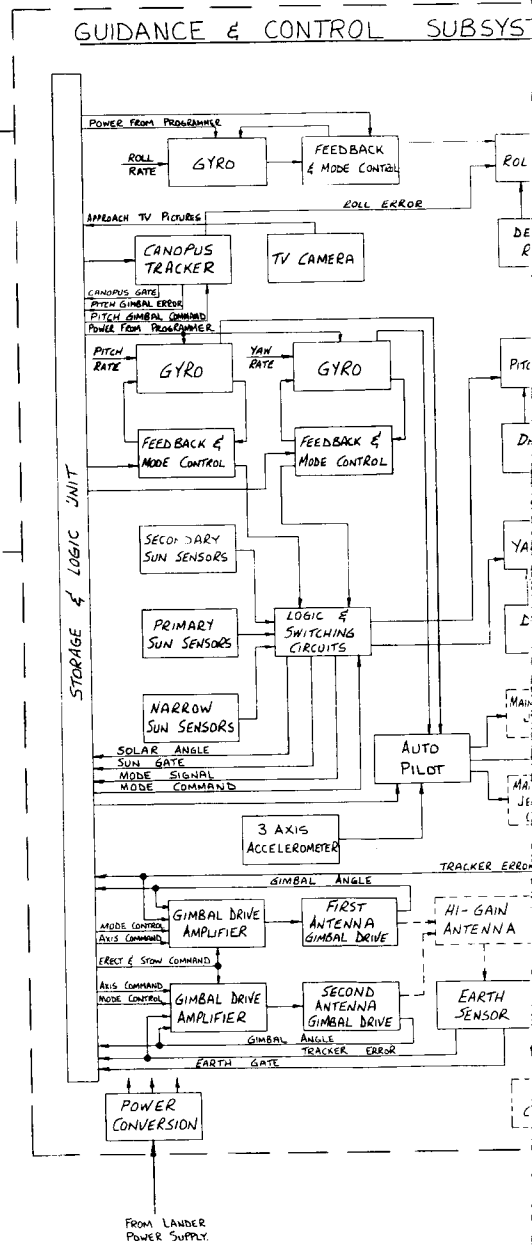 GUIDANCE & CONTROL SUBSYST
POWER FROM PROGRAMMER
ROLL
RATE
GYRO
FEEDBACK
& MODE CONTROL
ROL
ROLL ERROR
APPROACH TV PICTURES
CANOPUS
TRACKER
TV CAMERA
DE
R
CANOPUS GATE
PITCH GIMBAL ERROR
PITCH GIMBAL COMMAND
POWER FROM PROGRAMMER
PITCH
RATE
GYRO
YAW
RATE
GYRO
PITC
FEEDBACK &
MODE CONTROL
FEEDBACK &
MODE CONTROL
STORAGE & LOGIC UNIT
SECONDARY
SUN SENSORS
YA
PRIMARY
SUN SENSORS
LOGIC &
SWITCHING
CIRCUITS
D
NARROW
SUN SENSORS
MAIN
SOLAR ANGLE
SUN GATE
MODE SIGNAL
MODE COMMAND
AUTO
PILOT
MAI
JE
3 AXIS
ACCELEROMETER
TRACKER ERROR
GIMBAL ANGLE
MODE CONTROL
AXIS COMMAND
GIMBAL DRIVE
AMPLIFIER
FIRST
ANTENNA
GIMBAL DRIVE
HI-GAIN
ANTENNA
ERECT & STOW COMMAND
AXIS COMMAND
MODE CONTROL
GIMBAL DRIVE
AMPLIFIER
SECOND
ANTENNA
GIMBAL DRIVE
EARTH
SENSOR
GIMBAL ANGLE
TRACKER ERROR
EARTH GATE
POWER
CONVERSION
C
FROM LANDER
POWER SUPPLY.